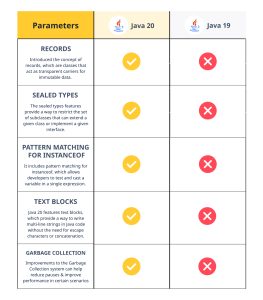 Parameters
Java 20
Java 19
RECORDS
Introduced the concept of
records, which are classes that
act as transparent carriers for
immutable data.
SEALED TYPES
The sealed types features
provide a way to restrict the set
of subclasses that can extend a
given class or implement a given
interface.
PATTERN MATCHING
FOR INSTANCEOF
It includes pattern matching for
instanceof, which allows
developers to test and cast a
variable in a single expression.
TEXT BLOCKS
Java 20 features text blocks,
which provide a way to write
multi-line strings in Java code
without the need for escape
characters or concatenation.
GARBAGE COLLECTION
Improvements to the Garbage
Collection system can help
reduce pauses & improve
performance in certain scenarios